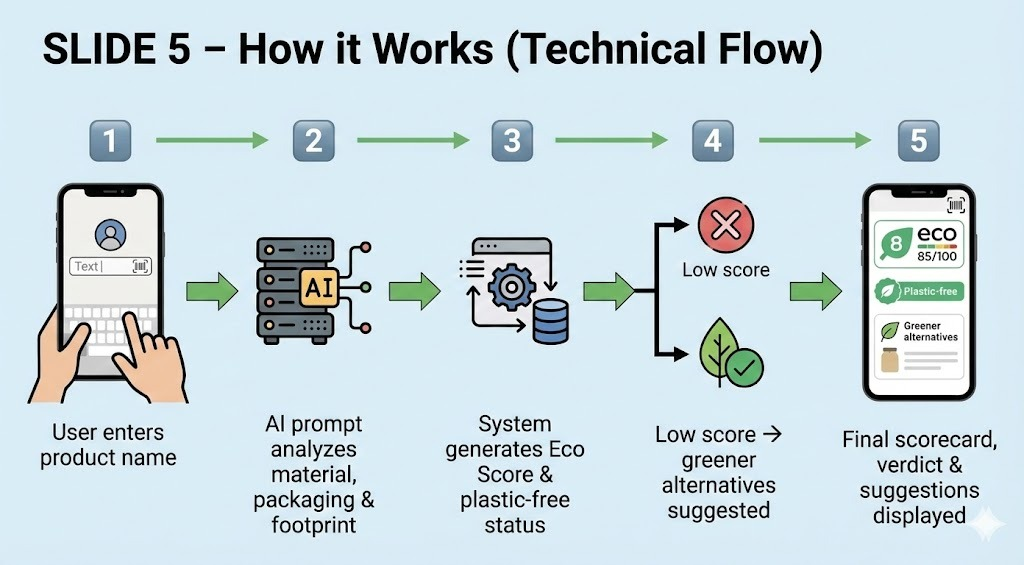 SLIDE 5 – How it Works (Technical Flow)
1
2
3
4
5
Text
AI
Low score
8
eco
85/100
Plastic-free
Greener
alternatives
User enters
product name
AI prompt
analyzes
material,
packaging &
footprint
System
generates Eco
Score &
plastic-free
status
Low score →
greener
alternatives
suggested
Final scorecard,
verdict &
suggestions
displayed